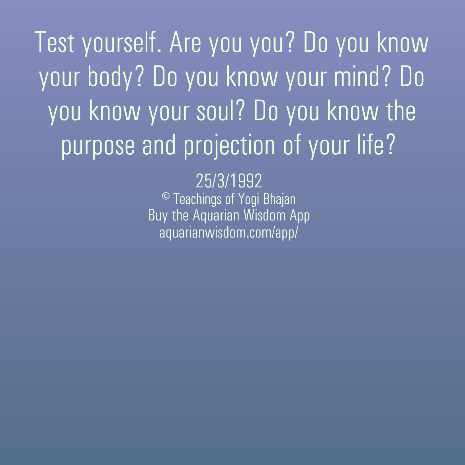 Test yourself. Are you you? Do you know
your body? Do you know your mind? Do
you know your soul? Do you know the
purpose and projection of your life?
25/3/1992
© Teachings of Yogi Bhajan
Buy the Aquarian Wisdom App
aquarianwisdom.com/app/